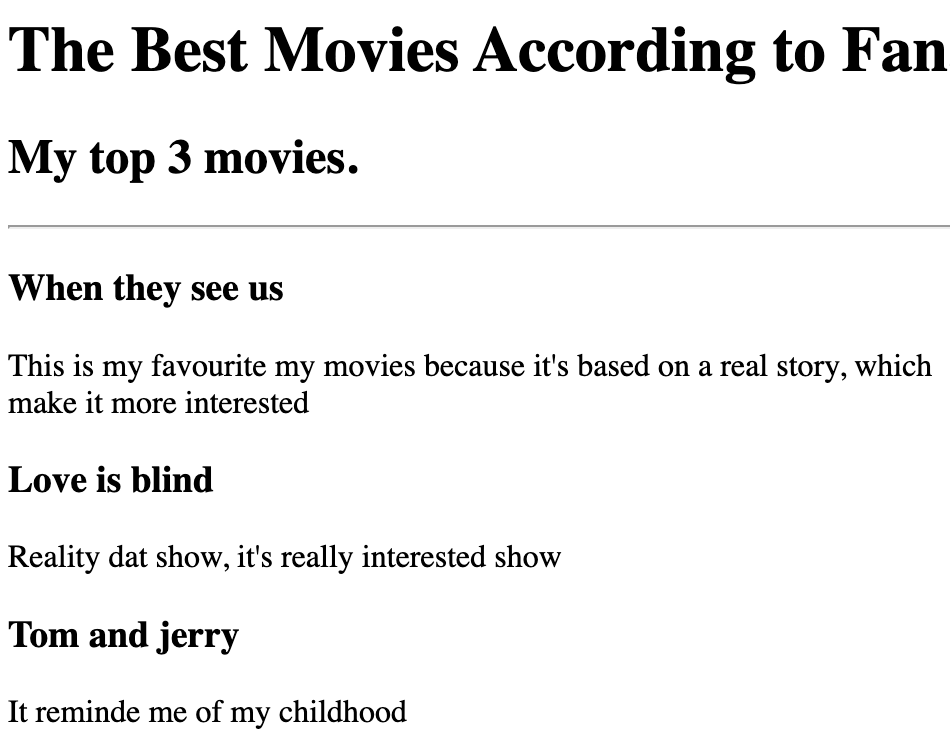 The Best Movies According to Fan
My top 3 movies.
When they see us
This is my favourite my movies because it's based on a real story, which
make it more interested
Love is blind
Reality dat show, it's really interested show
Tom and jerry
It reminde me of my childhood